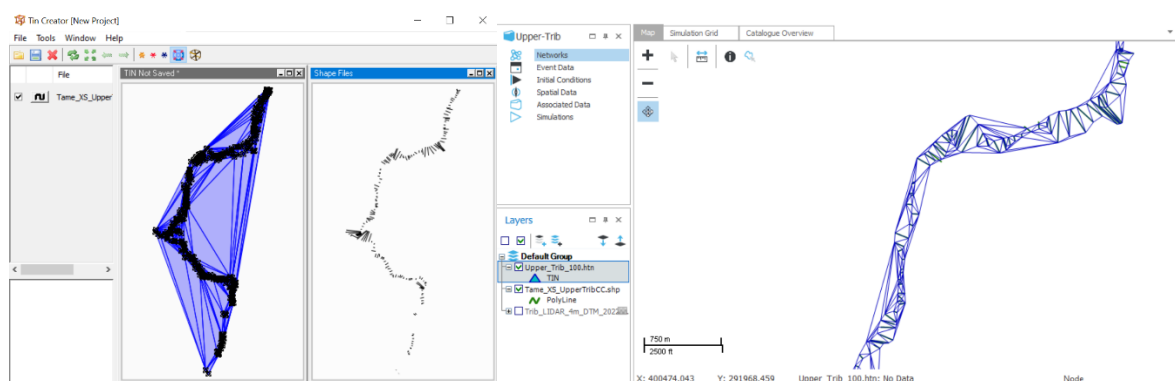 Tin Creator [New Project]
File Tools Window Help
File
Tame_XS_Upper
TIN Not Saved *
Shape Files
Upper-Trib
Networks
Event Data
Initial Conditions
Spatial Data
Associated Data
Simulations
Layers
Default Group
Upper_Trib_100.htn
TIN
Tame_XS_UpperTribCC.shp
PolyLine
Trib_LIDAR_4m_DTM_202
Map
Simulation Grid
Catalogue Overview
750 m
2500 ft
X: 400474.043 Y: 291968.459 Upper_Trib_100.htn: No Data Node